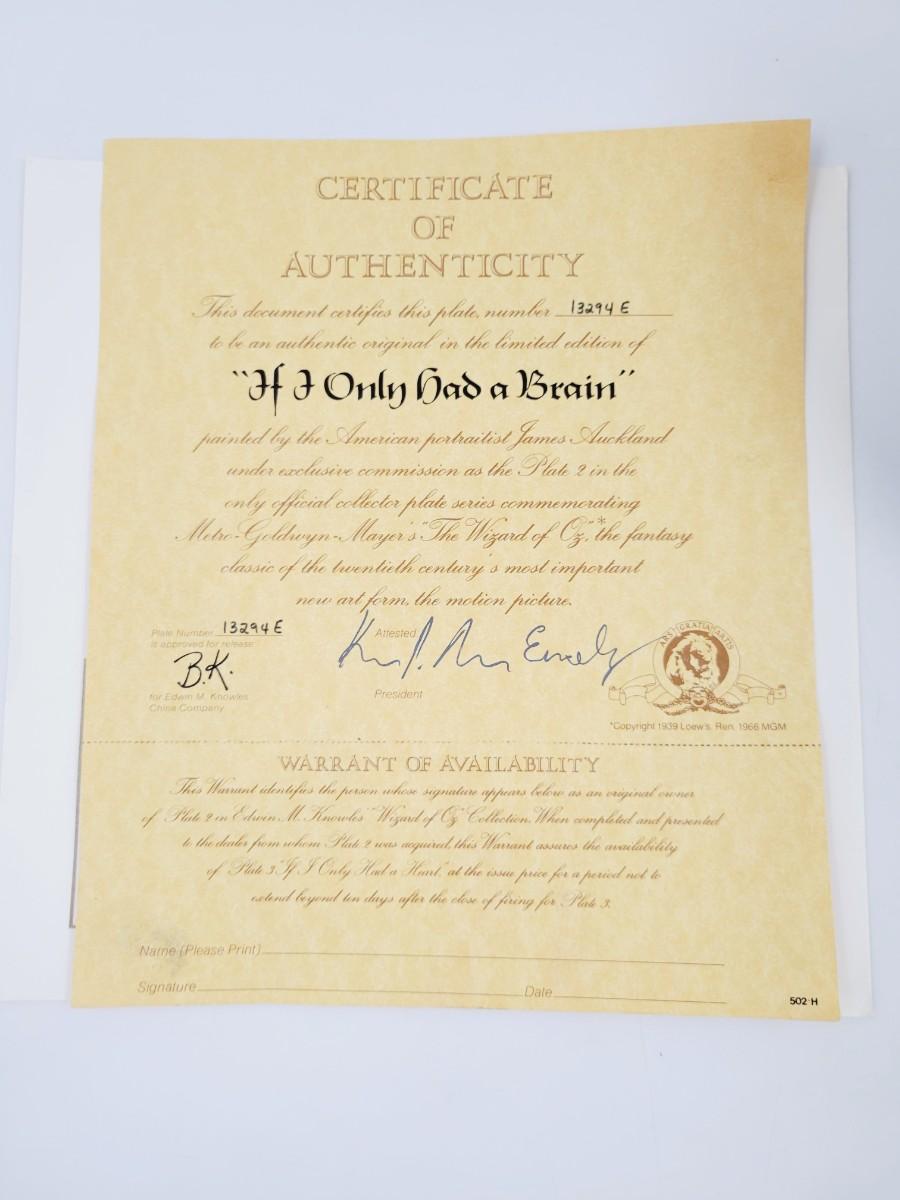 CERTIFICATE
OF
AUTHENTICITY
This document certifies this plate, number 13294 E
to be an authentic original in the limited edition of
"If I Only Had a Brain"
painted by the American portraitist James Auckland
under exclusive commission as the Plate 2 in the
only official collector plate series commemorating
Metro-Goldwyn-Mayer's "The Wizard of Oz,"* the fantasy
classic of the twentieth century's most important
new art form, the motion picture.
Plate Number 13294 E
is approved for release
B.K.
for Edwin M. Knowles
China Company
Attested
President
ARS GRATIA ARTIS
*Copyright 1939 Loew's. Ren. 1966 MGM
WARRANT OF AVAILABILITY
This Warrant identifies the person whose signature appears below as an original owner
of Plate 2 in Edwin M. Knowles' "Wizard of Oz" Collection. When completed and presented
to the dealer from whom Plate 2 was acquired, this Warrant assures the availability
of Plate 3 "If I Only Had a Heart," at the issue price for a period not to
extend beyond ten days after the close of firing for Plate 3.
Name (Please Print)
Signature Date
502-H